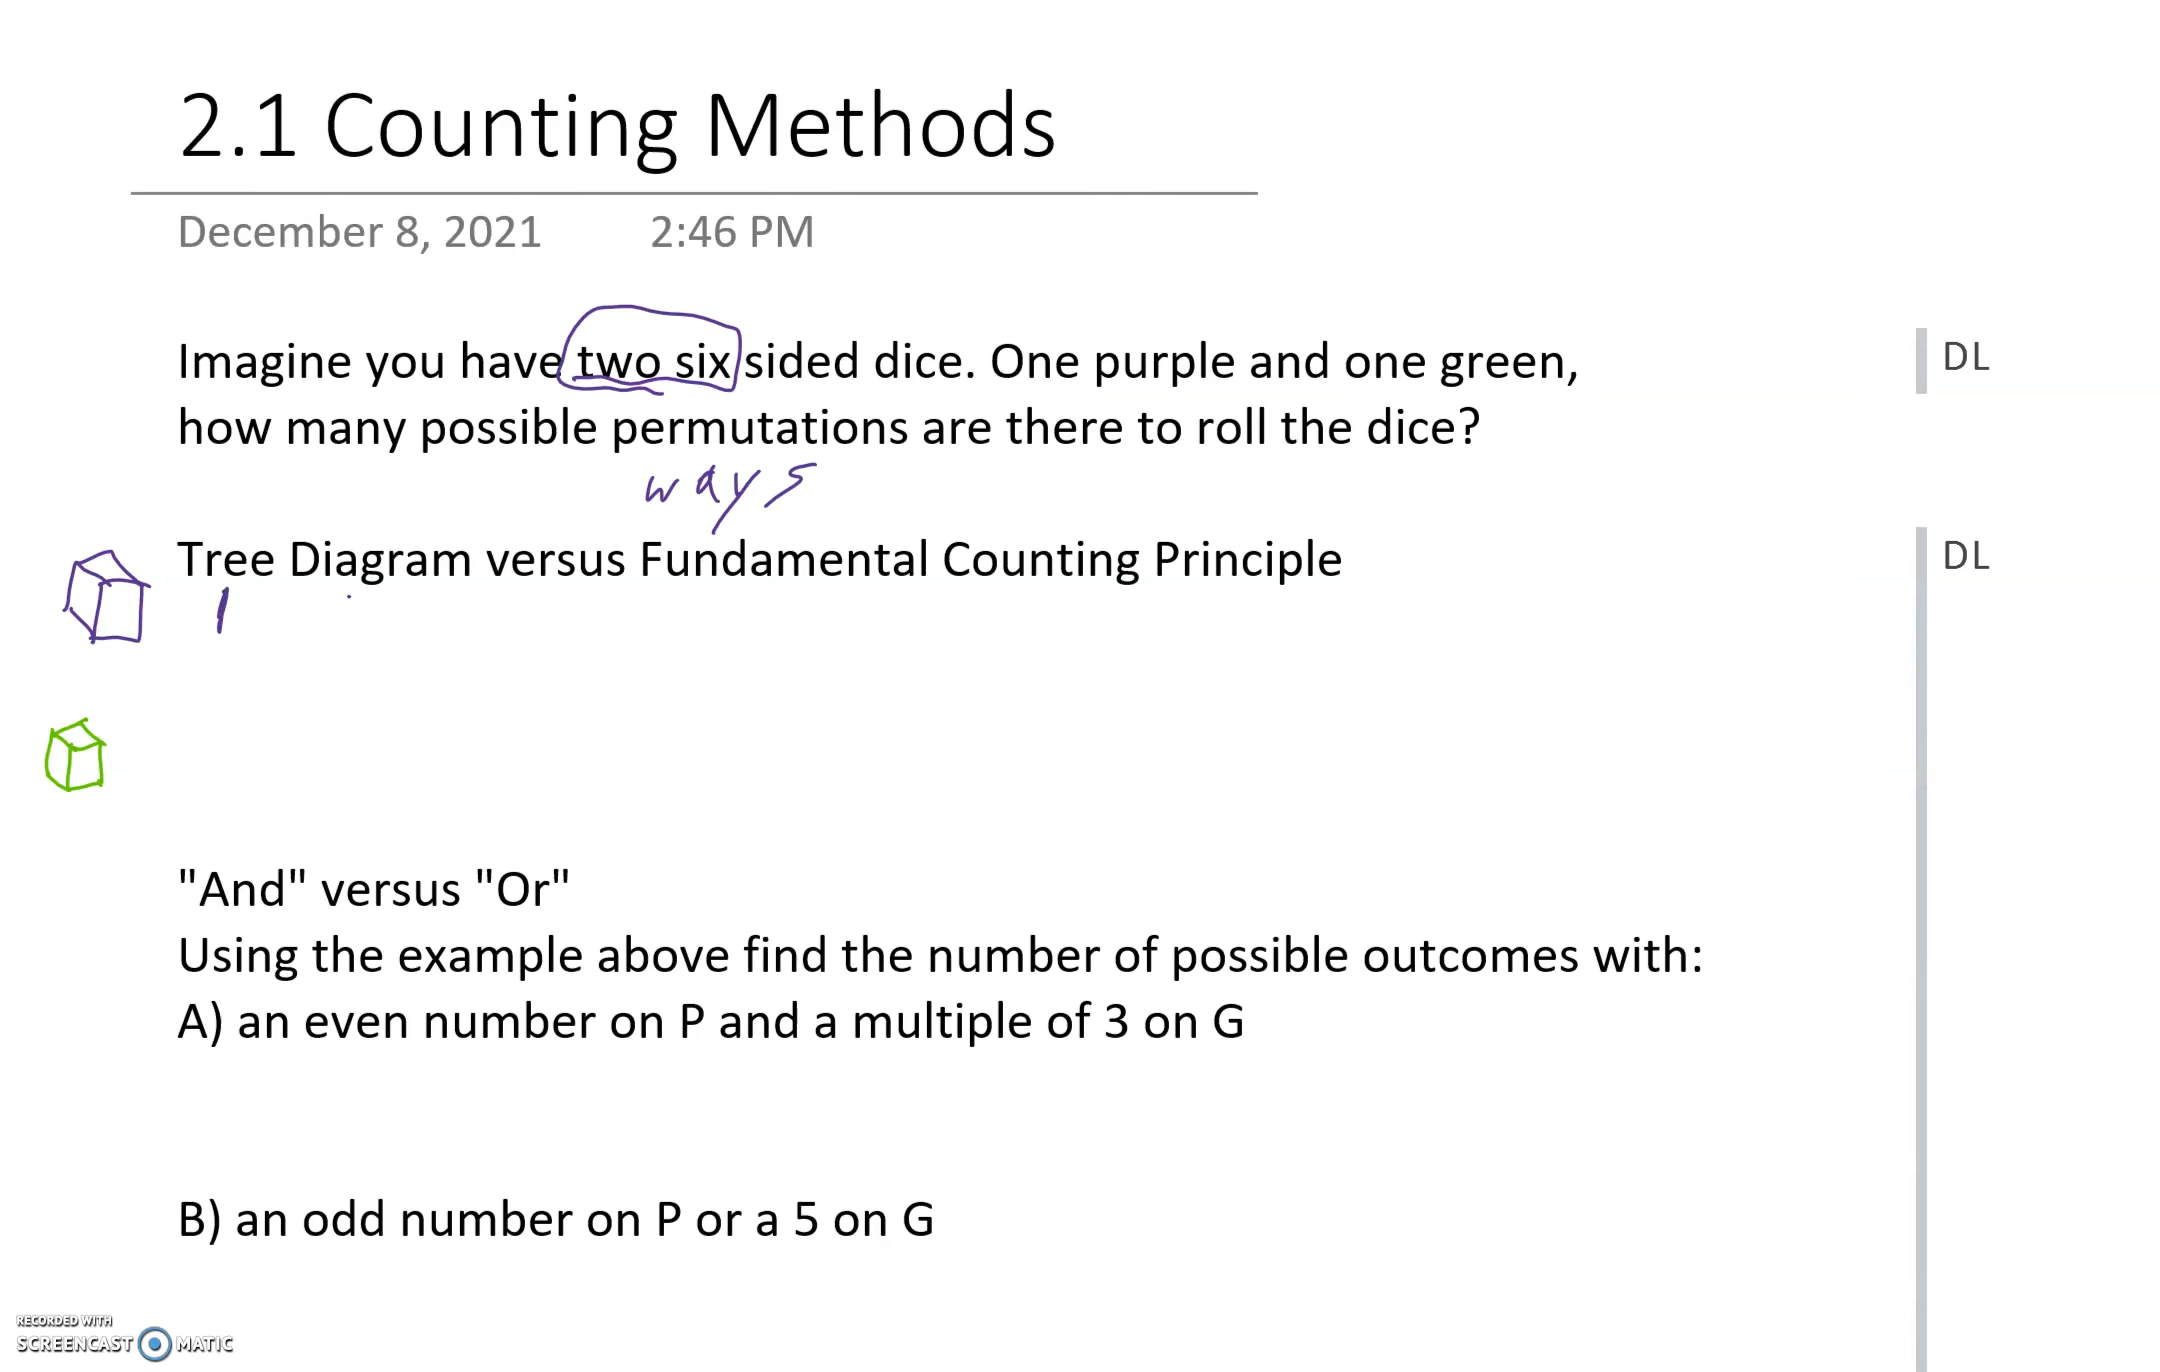 2.1 Counting Methods
December 8, 2021 2:46 PM
Imagine you have two six sided dice. One purple and one green, DL
how many possible permutations are there to roll the dice?
ways
Tree Diagram versus Fundamental Counting Principle DL
1
"And" versus "Or"
Using the example above find the number of possible outcomes with:
A) an even number on P and a multiple of 3 on G
B) an odd number on P or a 5 on G
RECORDED WITH
SCREENCAST MATIC